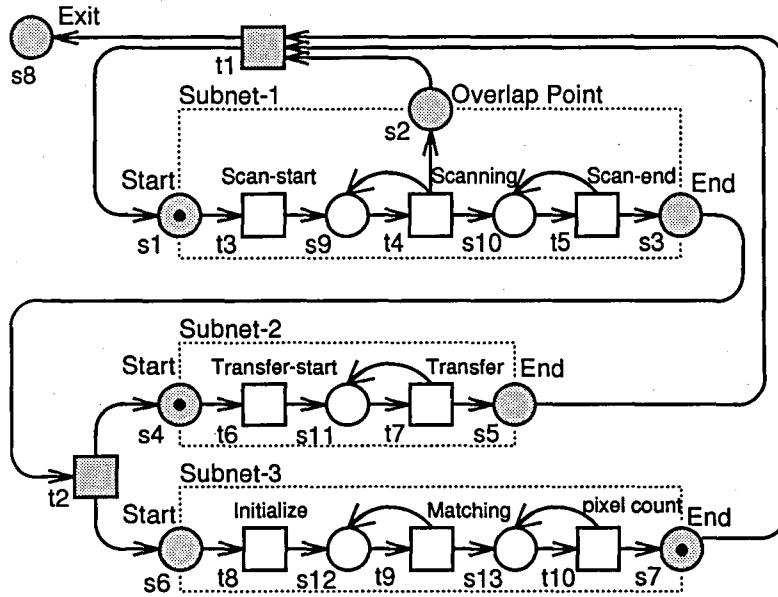 Exit
s8
t1
Subnet-1
Overlap Point
s2
Start
Scan-start
Scanning
Scan-end
End
s1
t3
s9
t4
s10
t5
s3
Subnet-2
Start
Transfer-start
Transfer
End
s4
t6
s11
t7
s5
t2
Subnet-3
Start
Initialize
Matching
pixel count
End
s6
t8
s12
t9
s13
t10
s7